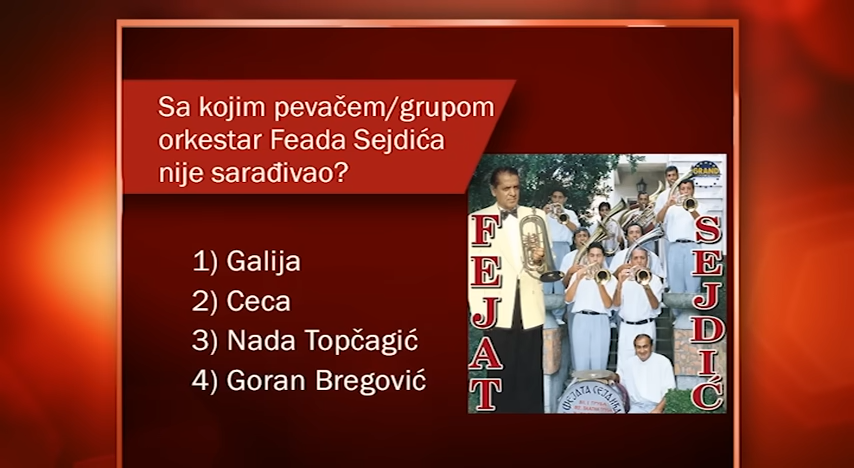 Sa kojim pevačem/grupom
orkestar Feada Sejdića
nije sarađivao?
1) Galija
2) Ceca
3) Nada Topčagić
4) Goran Bregović
GRAND
FEJAT
SEJDIĆ